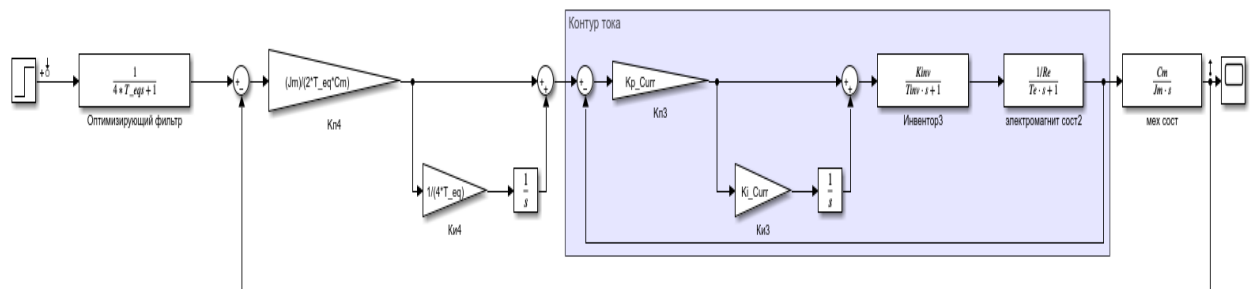 Контур тока
1
4 * T_eqs + 1
Оптимизирующий фильтр
+
-
(Jm)/(2*T_eq*Cm)
Кп4
1/(4*T_eq)
Ки4
1
s
+
+
+
-
Kp_Curr
Кп3
Ki_Curr
Ки3
1
s
+
+
Kinv
Tinv · s + 1
Инвентор3
1/Re
Te · s + 1
электромагнит сост2
Cm
Jm · s
мех сост